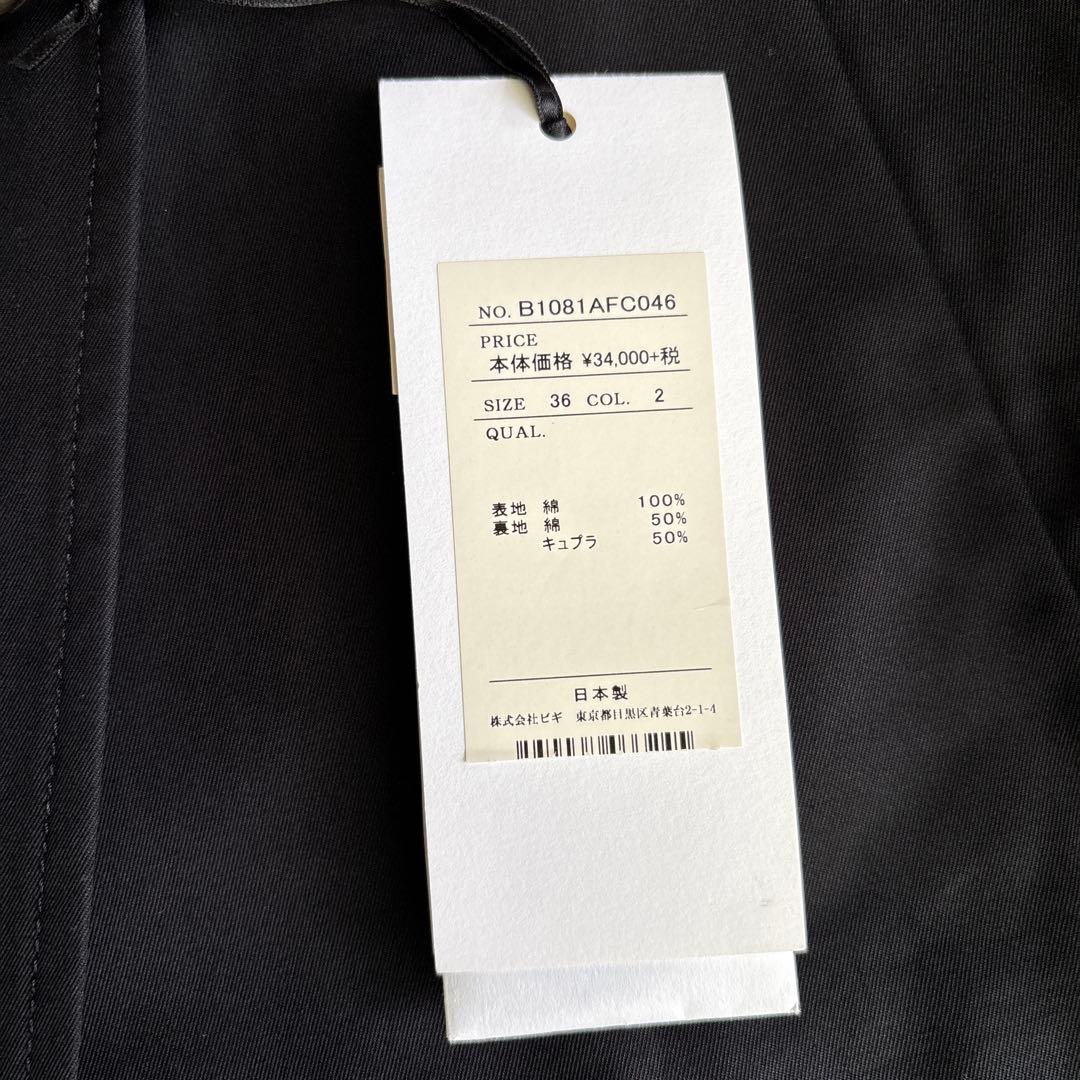 NO. B1081AFC046
PRICE
本体価格 ¥34,000+税
SIZE 36 COL. 2
QUAL.
表地 綿 100%
裏地 綿 50%
キュプラ 50%
日本製
株式会社ビギ 東京都目黒区青葉台2-1-4